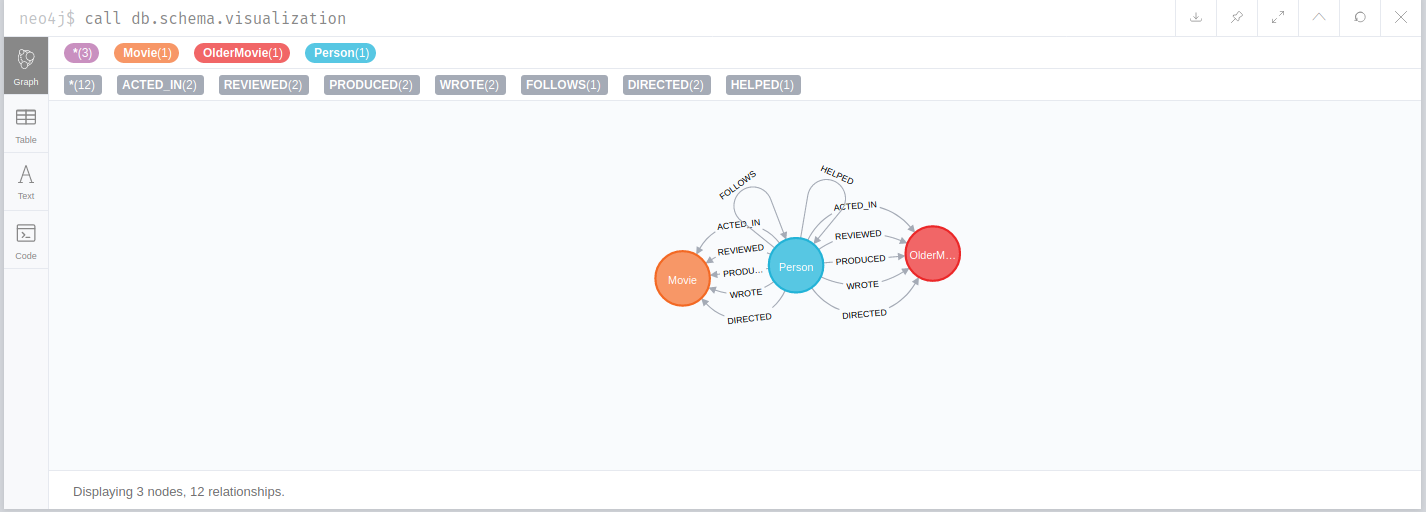 neo4j$ call db.schema.visualization
*(3) Movie(1) OlderMovie(1) Person(1)
*(12) ACTED_IN(2) REVIEWED(2) PRODUCED(2) WROTE(2) FOLLOWS(1) DIRECTED(2) HELPED(1)
Graph
Table
Text
Code
FOLLOWS
HELPED
ACTED_IN
REVIEWED
PRODU...
WROTE
DIRECTED
Movie
Person
ACTED_IN
REVIEWED
PRODUCED
WROTE
DIRECTED
OlderM...
Displaying 3 nodes, 12 relationships.